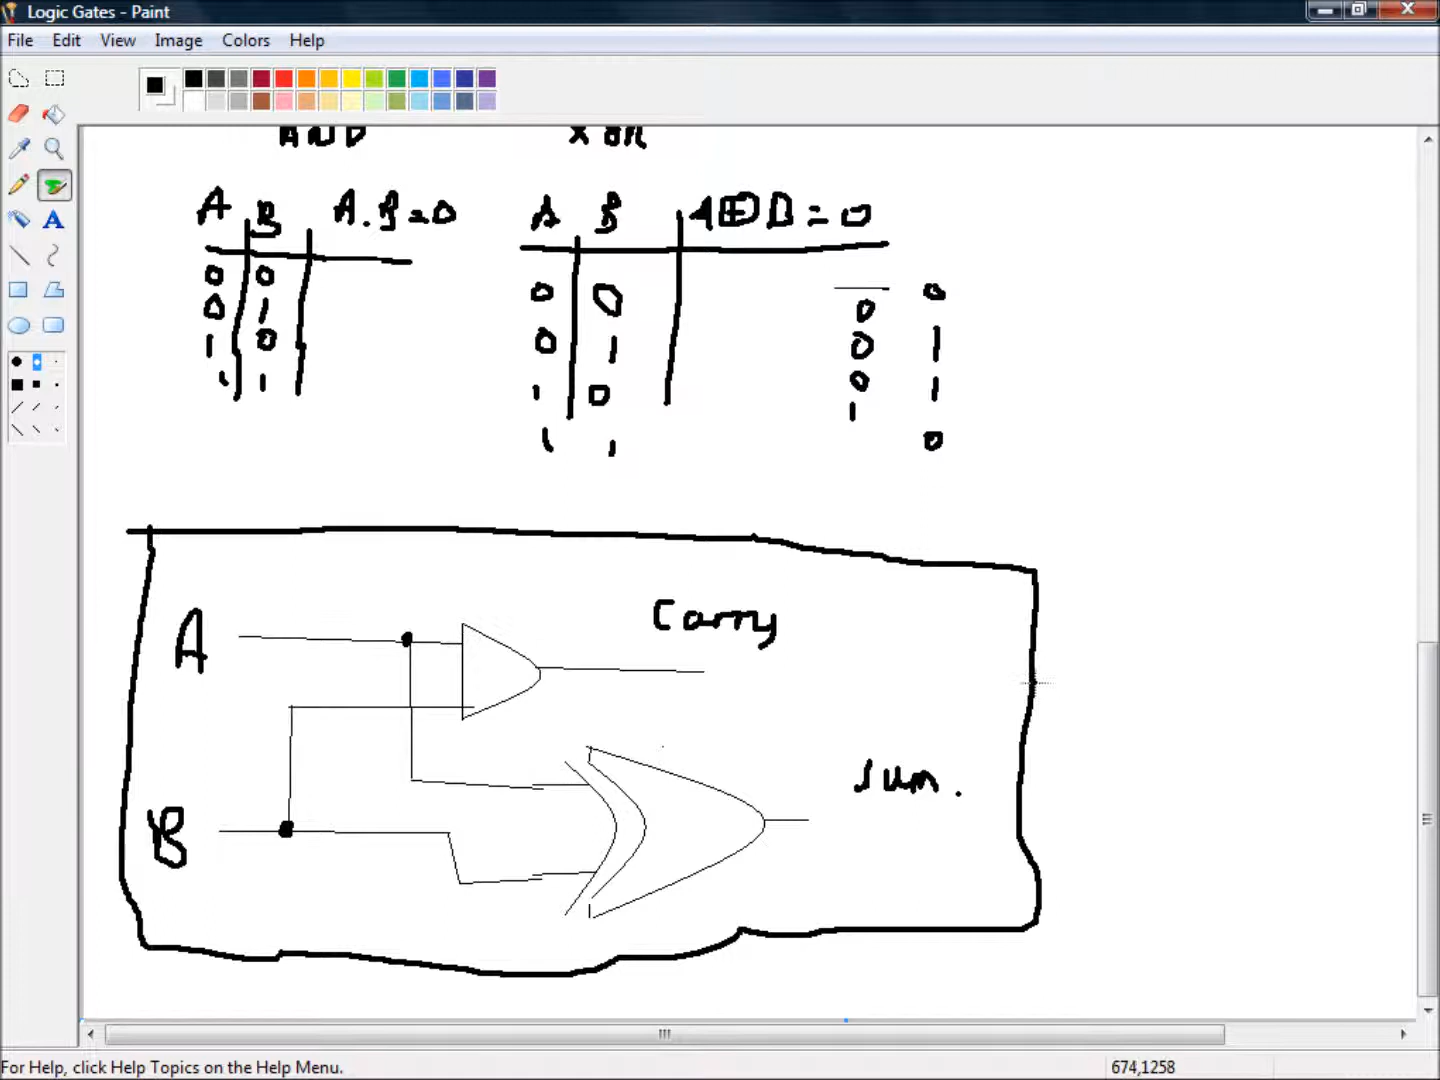 Logic Gates - Paint
File Edit View Image Colors Help
AND XOR
A B A.B=0 A B A⊕B=0
0 0 0 0 0 0
0 1 0 1 0 1
1 0 1 0 0 1
1 1 1 1 1 0
Carry
A
Sum.
B
For Help, click Help Topics on the Help Menu. 674,1258